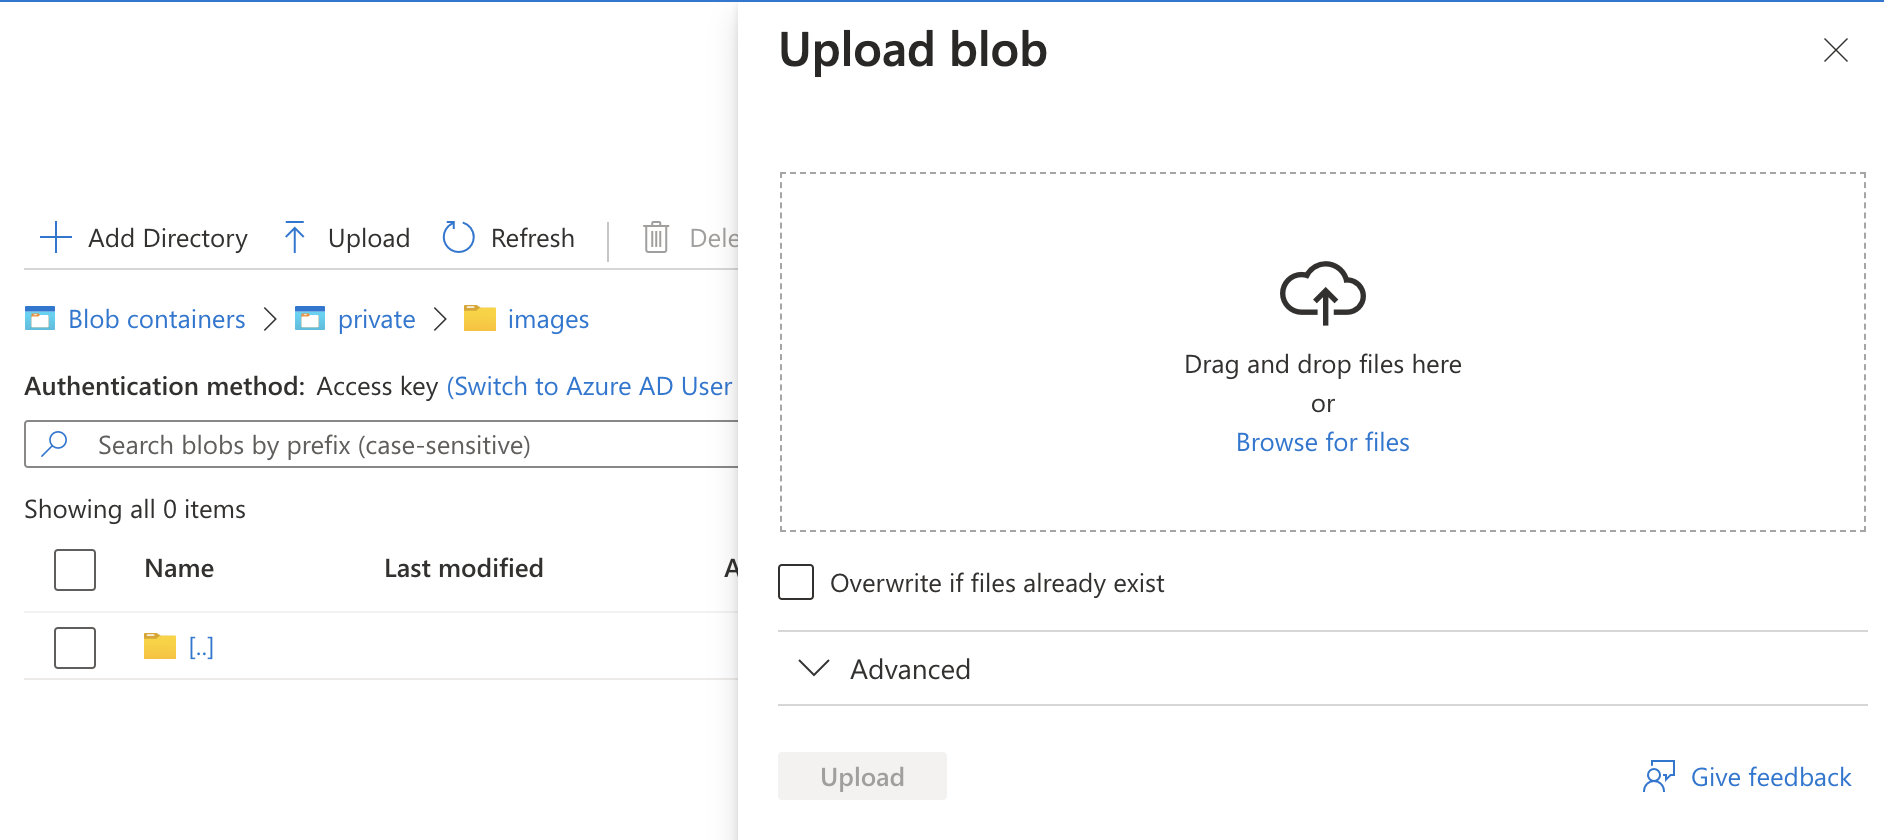 Add Directory Upload Refresh Dele
Blob containers > private > images
Authentication method: Access key (Switch to Azure AD User
Search blobs by prefix (case-sensitive)
Showing all 0 items
Name Last modified A
[..]
Upload blob
Drag and drop files here
or
Browse for files
Overwrite if files already exist
Advanced
Upload Give feedback